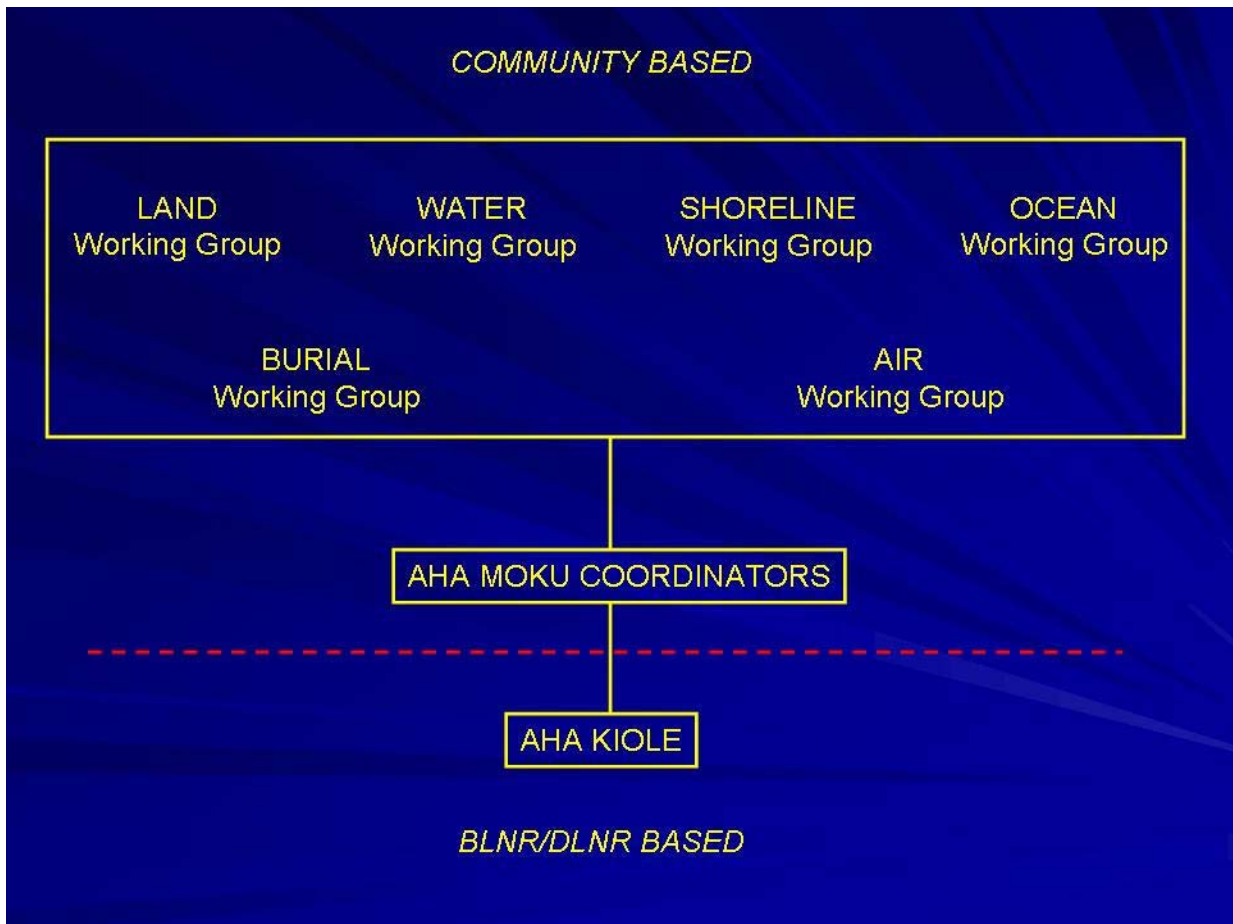 COMMUNITY BASED
LAND
Working Group
WATER
Working Group
SHORELINE
Working Group
OCEAN
Working Group
BURIAL
Working Group
AIR
Working Group
AHA MOKU COORDINATORS
AHA KIOLE
BLNR/DLNR BASED